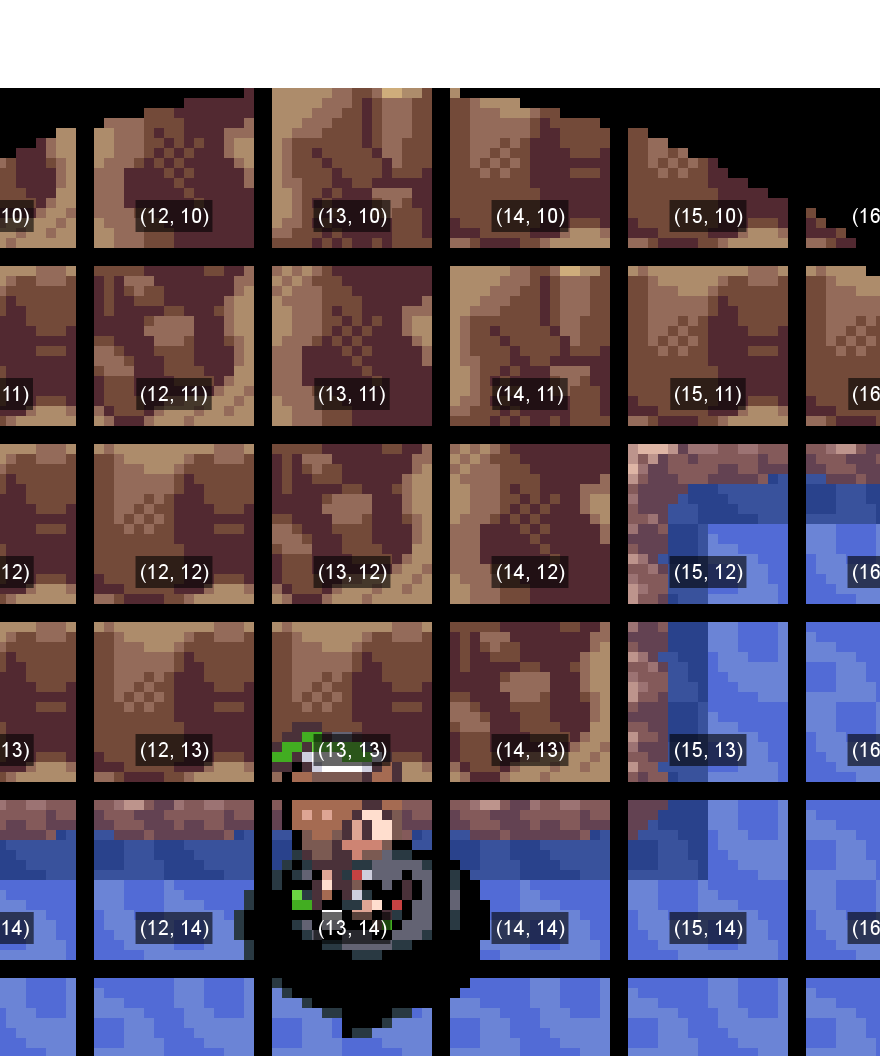 10) (12, 10) (13, 10) (14, 10) (15, 10) (16
11) (12, 11) (13, 11) (14, 11) (15, 11) (16
12) (12, 12) (13, 12) (14, 12) (15, 12) (16
13) (12, 13) (13, 13) (14, 13) (15, 13) (16
14) (12, 14) (13, 14) (14, 14) (15, 14) (16